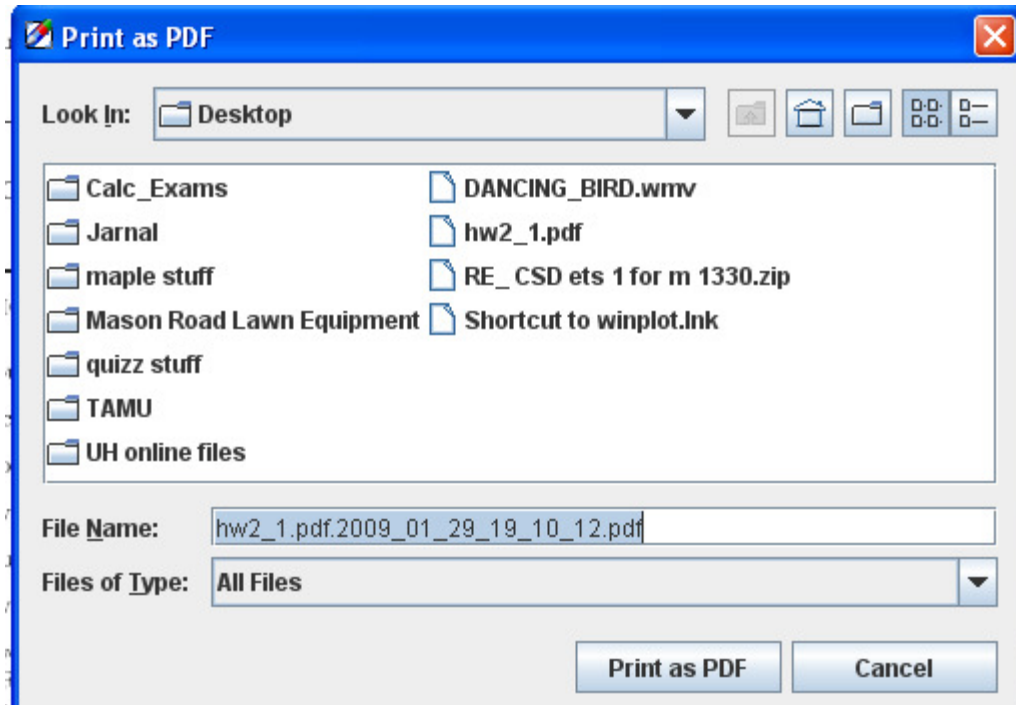 Print as PDF
Look In: Desktop
Calc_Exams
Jarnal
maple stuff
Mason Road Lawn Equipment
quizz stuff
TAMU
UH online files
DANCING_BIRD.wmv
hw2_1.pdf
RE_ CSD ets 1 for m 1330.zip
Shortcut to winplot.lnk
File Name: hw2_1.pdf.2009_01_29_19_10_12.pdf
Files of Type: All Files
Print as PDF Cancel